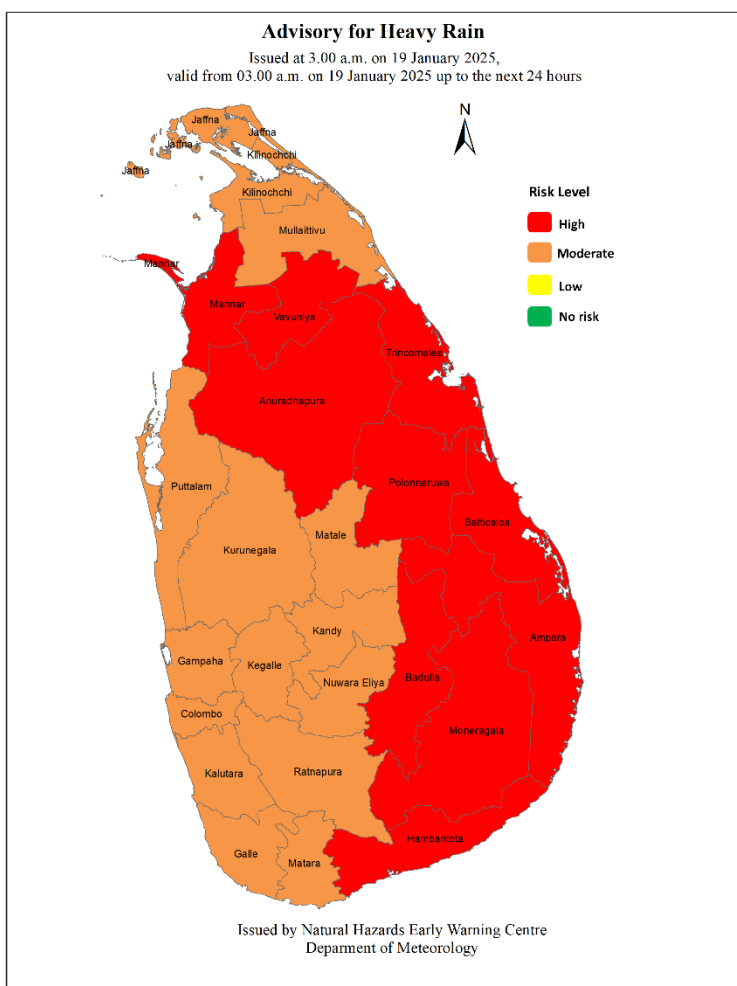 Advisory for Heavy Rain
Issued at 3.00 a.m. on 19 January 2025,
valid from 03.00 a.m. on 19 January 2025 up to the next 24 hours
N
Jaffna
Jaffna
Jaffna
Kilinochchi
Jaffna
Kilinochchi
Risk Level
High
Moderate
Low
No risk
Mullaittivu
Mannar
Mannar
Vavuniya
Trincomalee
Anuradhapura
Puttalam
Polonnaruwa
Batticaloa
Matale
Kurunegala
Kandy
Ampara
Gampaha
Kegalle
Nuwara Eliya
Badulla
Colombo
Moneragala
Kalutara
Ratnapura
Hambantota
Galle
Matara
Issued by Natural Hazards Early Warning Centre
Deparment of Meteorology